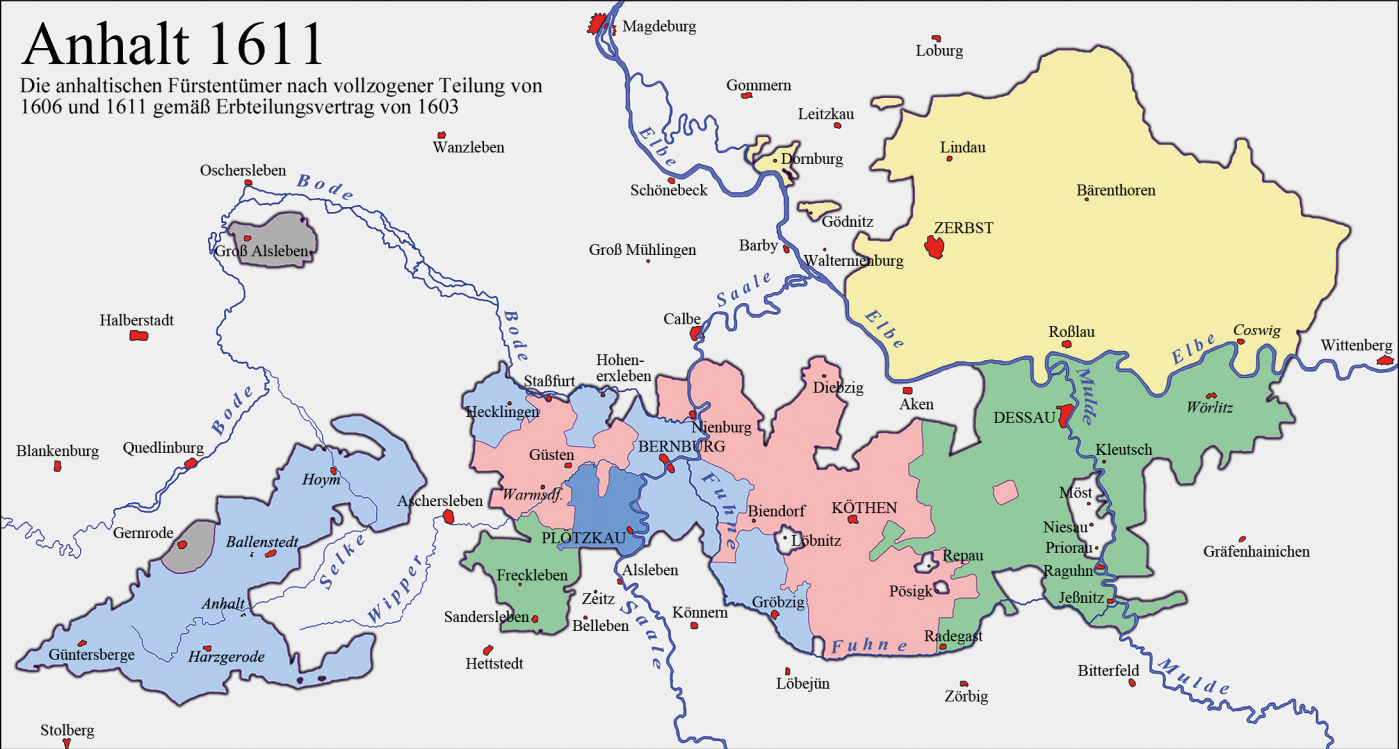 Anhalt 1611
Die anhaltischen Fürstentümer nach vollzogener Teilung von
1606 und 1611 gemäß Erbteilungsvertrag von 1603
Magdeburg
Loburg
Gommern
Leitzkau
Wanzleben
Elbe
Dornburg
Lindau
Oschersleben
Bode
Schönebeck
Bärenthoren
Gödnitz
ZERBST
Groß Alsleben
Groß Mühlingen
Barby
Walternienburg
Saale
Halberstadt
Calbe
Elbe
Bode
Roßlau
Coswig
Elbe
Wittenberg
Hohen-
erxleben
Staßfurt
Diebzig
Mulde
Bode
Hecklingen
Aken
Wörlitz
DESSAU
Nienburg
Blankenburg
Quedlinburg
BERNBURG
Güsten
Kleutsch
Hoym
Fuhne
Warmsdf.
Möst
Aschersleben
Biendorf
KÖTHEN
Gernrode
Niesau
Ballenstedt
PLÖTZKAU
Löbnitz
Priorau
Gräfenhainichen
Selke
Repau
Alsleben
Raguhn
Freckleben
Pösigk
Wipper
Anhalt
Zeitz
Gröbzig
Jeßnitz
Sandersleben
Belleben
Könnern
Saale
Fuhne
Radegast
Güntersberge
Harzgerode
Hettstedt
Bitterfeld
Mulde
Löbejün
Zörbig
Stolberg